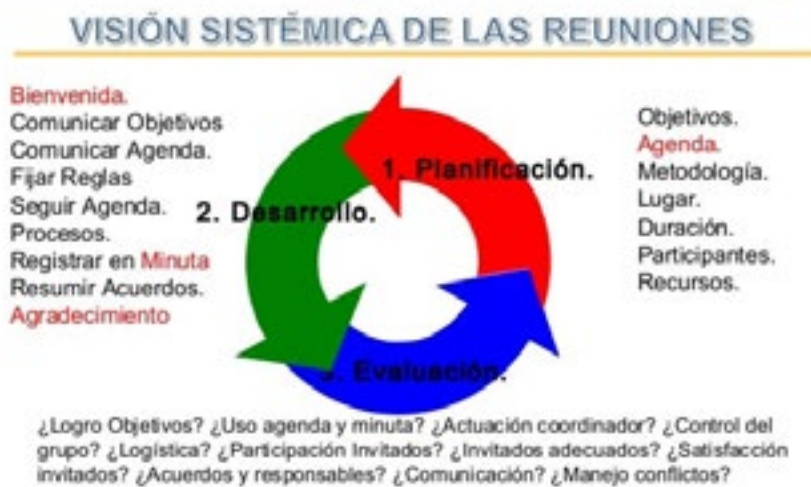 VISIÓN SISTÉMICA DE LAS REUNIONES
Bienvenida.
Comunicar Objetivos
Comunicar Agenda.
Fijar Reglas
Seguir Agenda.
Procesos.
Registrar en Minuta
Resumir Acuerdos.
Agradecimiento
1. Planificación.
2. Desarrollo.
3. Evaluación.
Objetivos.
Agenda.
Metodología.
Lugar.
Duración.
Participantes.
Recursos.
¿Logro Objetivos? ¿Uso agenda y minuta? ¿Actuación coordinador? ¿Control del
grupo? ¿Logística? ¿Participación Invitados? ¿Invitados adecuados? ¿Satisfacción
invitados? ¿Acuerdos y responsables? ¿Comunicación? ¿Manejo conflictos?